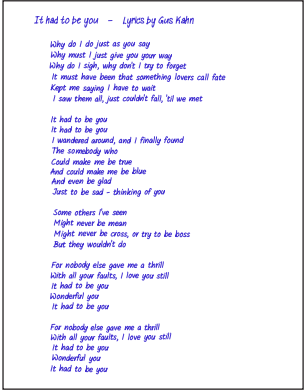 It had to be you - Lyrics by Gus Kahn
Why do I do just as you say
Why must I just give you your way
Why do I sigh, why don't I try to forget
It must have been that something lovers call fate
Kept me saying I have to wait
I saw them all, just couldn't fall, 'til we met
It had to be you
It had to be you
I wandered around, and I finally found
The somebody who
Could make me be true
And could make me be blue
And even be glad
Just to be sad - thinking of you
Some others I've seen
Might never be mean
Might never be cross, or try to be boss
But they wouldn't do
For nobody else gave me a thrill
With all your faults, I love you still
It had to be you
Wonderful you
It had to be you
For nobody else gave me a thrill
With all your faults, I love you still
It had to be you
Wonderful you
It had to be you